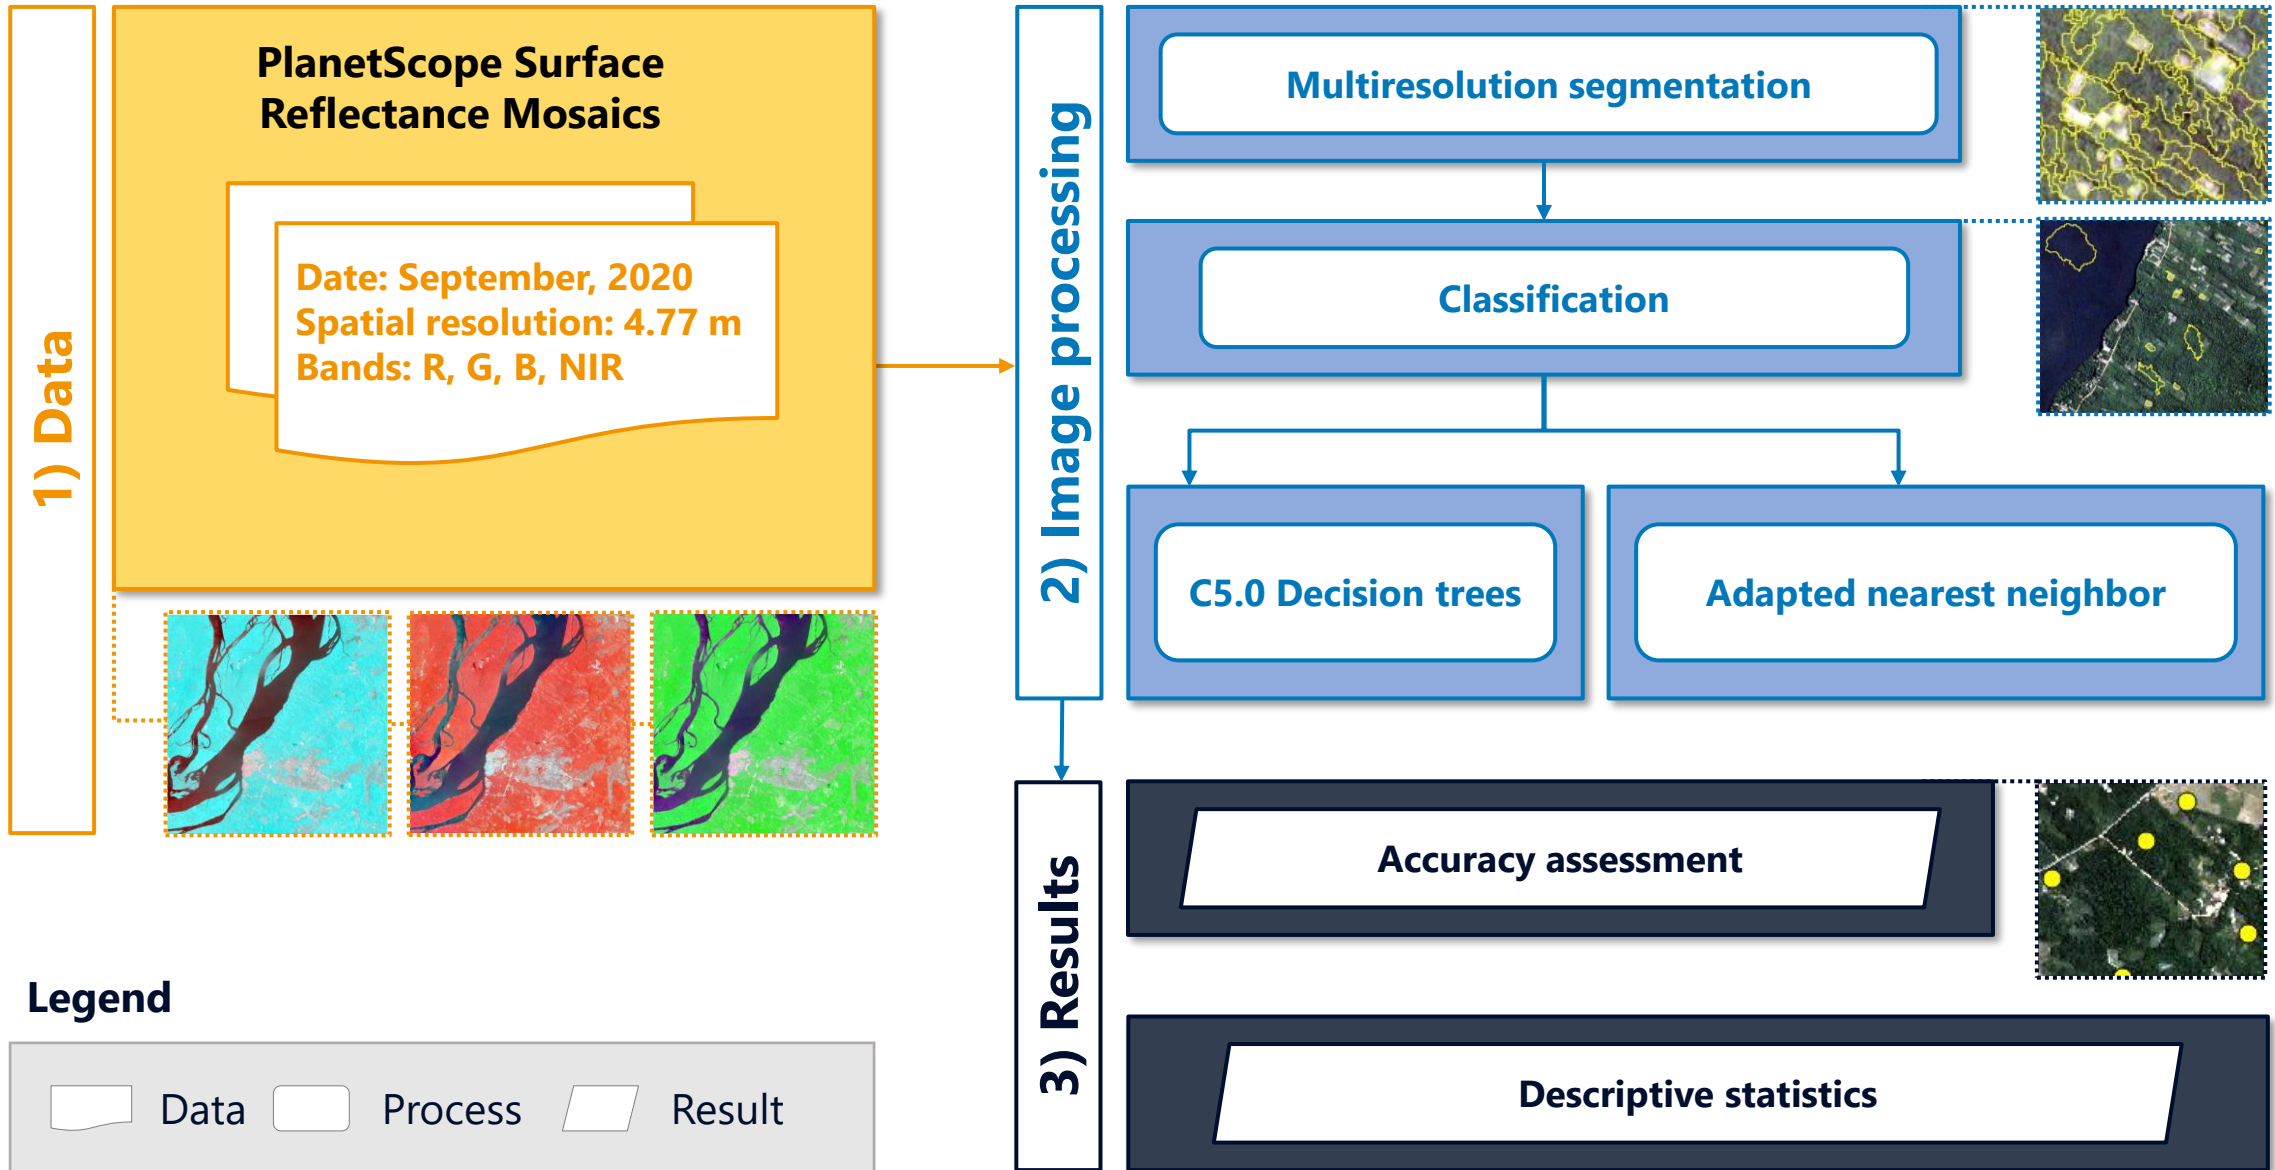 1) Data
PlanetScope Surface
Reflectance Mosaics
Date: September, 2020
Spatial resolution: 4.77 m
Bands: R, G, B, NIR
2) Image processing
Multiresolution segmentation
Classification
C5.0 Decision trees
Adapted nearest neighbor
3) Results
Accuracy assessment
Descriptive statistics
Legend
Data
Process
Result